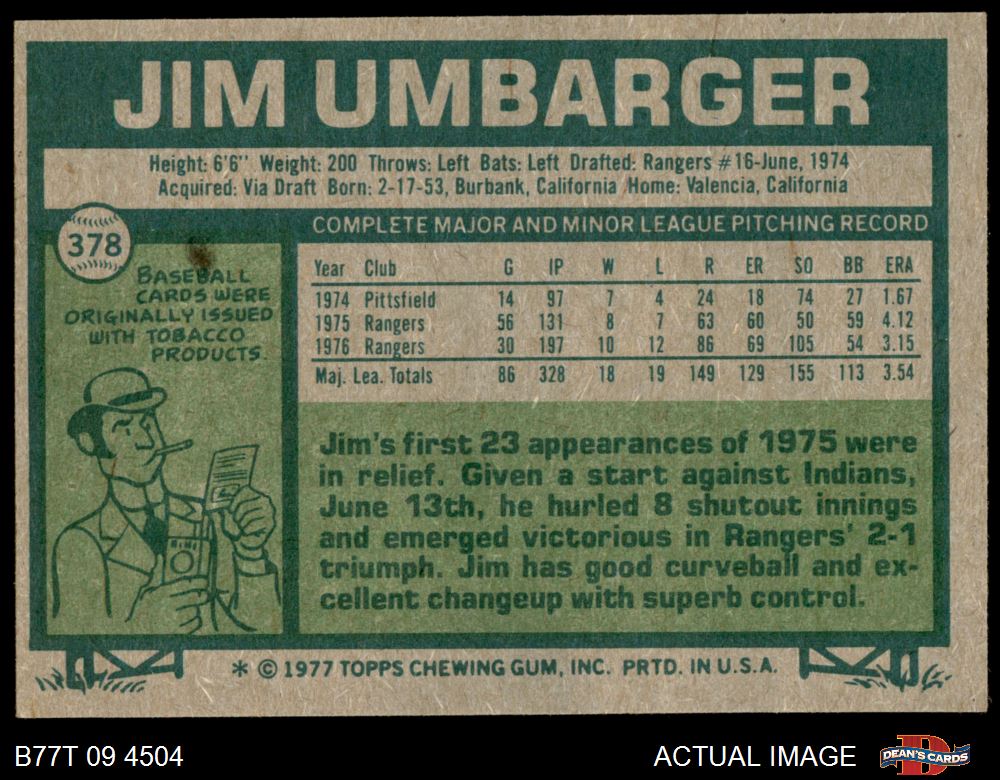 JIM UMBARGER
Height: 6'6" Weight: 200 Throws: Left Bats: Left Drafted: Rangers #16-June, 1974
Acquired: Via Draft Born: 2-17-53, Burbank, California Home: Valencia, California
378
BASEBALL
CARDS WERE
ORIGINALLY ISSUED
WITH TOBACCO
PRODUCTS.
COMPLETE MAJOR AND MINOR LEAGUE PITCHING RECORD
Year Club G IP W L R ER SO BB ERA
1974 Pittsfield 14 97 7 4 24 18 74 27 1.67
1975 Rangers 56 131 8 7 63 60 50 59 4.12
1976 Rangers 30 197 10 12 86 69 105 54 3.15
Maj. Lea. Totals 86 328 18 19 149 129 155 113 3.54
Jim's first 23 appearances of 1975 were
in relief. Given a start against Indians,
June 13th, he hurled 8 shutout innings
and emerged victorious in Rangers' 2-1
triumph. Jim has good curveball and ex-
cellent changeup with superb control.
* © 1977 TOPPS CHEWING GUM, INC. PRTD. IN U.S.A.
B77T 09 4504
ACTUAL IMAGE
DEAN'S CARDS